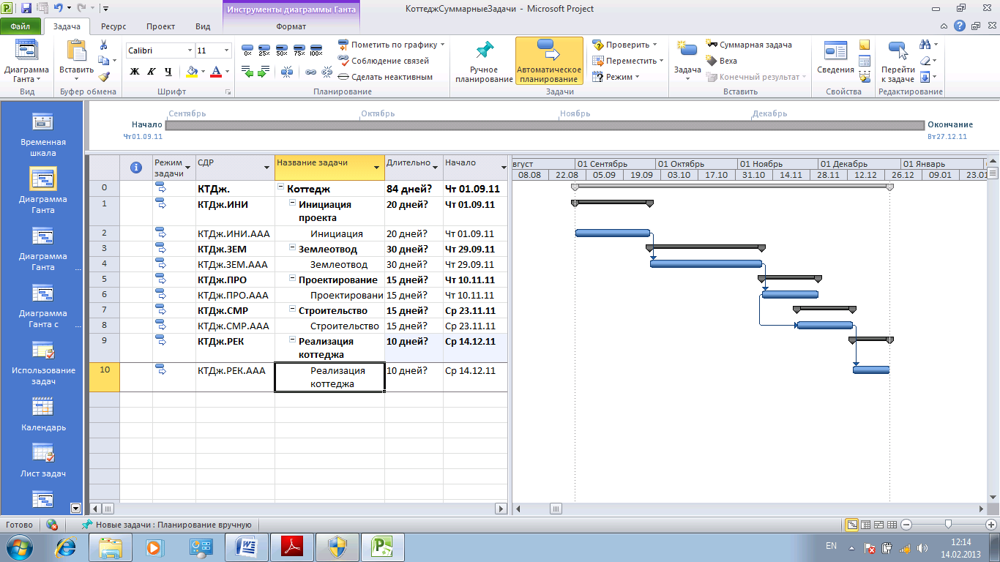 Инструменты диаграммы Ганта
КоттеджСуммарныеЗадачи - Microsoft Project
Файл Задача Ресурс Проект Вид Формат
Диаграмма Ганта
Вид
Вставить
Буфер обмена
Calibri 11
Ж К Ч
Шрифт
0% 25% 50% 75% 100%
Пометить по графику
Соблюдение связей
Сделать неактивным
Планирование
Ручное планирование
Автоматическое планирование
Проверить
Переместить
Режим
Задачи
Задача
Суммарная задача
Веха
Конечный результат
Вставить
Сведения
Свойства
Перейти к задаче
Редактирование
Сентябрь Октябрь Ноябрь Декабрь
Начало
Чт01.09.11
Окончание
Вт27.12.11
Временная
шкала
Диаграмма
Ганта
Диаграмма
Ганта ...
Диаграмма
Ганта с ...
Использование
задач
Календарь
Лист задач
Режим задачи СДР Название задачи Длительно Начало
0 КТДж. Коттедж 84 дней? Чт 01.09.11
1 КТДж.ИНИ Инициация проекта 20 дней? Чт 01.09.11
2 КТДж.ИНИ.AAA Инициация 20 дней? Чт 01.09.11
3 КТДж.ЗЕМ Землеотвод 30 дней? Чт 29.09.11
4 КТДж.ЗЕМ.AAA Землеотвод 30 дней? Чт 29.09.11
5 КТДж.ПРО Проектирование 15 дней? Чт 10.11.11
6 КТДж.ПРО.AAA Проектировани 15 дней? Чт 10.11.11
7 КТДж.СМР Строительство 15 дней? Ср 23.11.11
8 КТДж.СМР.AAA Строительство 15 дней? Ср 23.11.11
9 КТДж.РЕК Реализация коттеджа 10 дней? Ср 14.12.11
10 КТДж.РЕК.AAA Реализация коттеджа 10 дней? Ср 14.12.11
вгуст 01 Сентябрь 01 Октябрь 01 Ноябрь 01 Декабрь 01 Январь
08.08 22.08 05.09 19.09 03.10 17.10 31.10 14.11 28.11 12.12 26.12 09.01 23.01
Готово Новые задачи : Планирование вручную
EN 12:14
14.02.2013